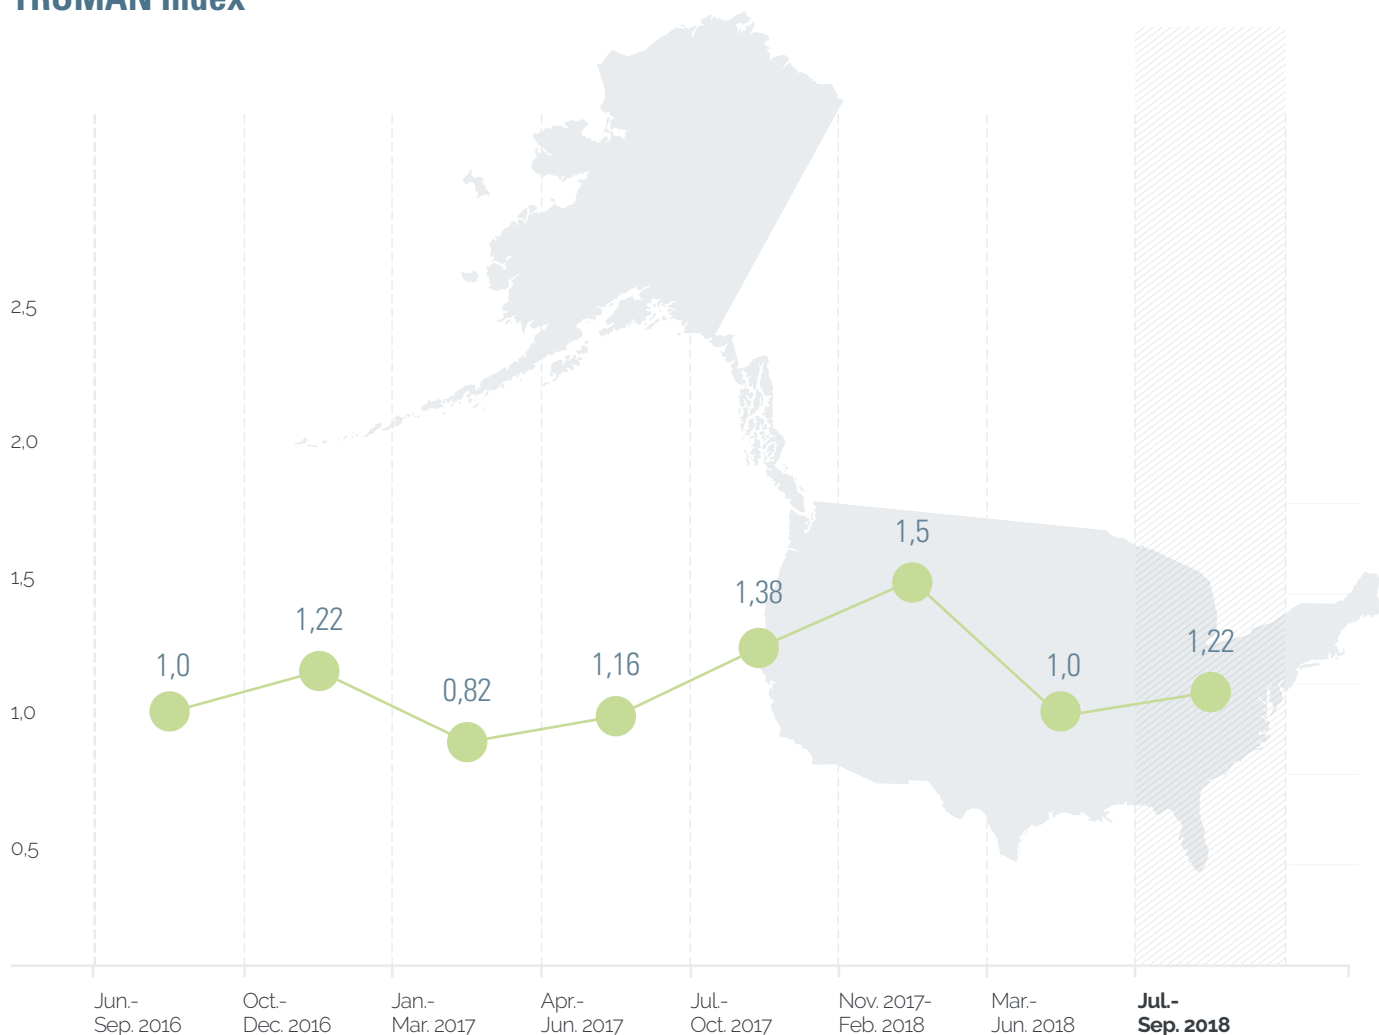 TRUMAN Index
2,5
2,0
1,5
1,0
0,5
1,0
1,22
0,82
1,16
1,38
1,5
1,0
1,22
Jun.-
Sep. 2016
Oct.-
Dec. 2016
Jan.-
Mar. 2017
Apr.-
Jun. 2017
Jul.-
Oct. 2017
Nov. 2017-
Feb. 2018
Mar.-
Jun. 2018
Jul.-
Sep. 2018